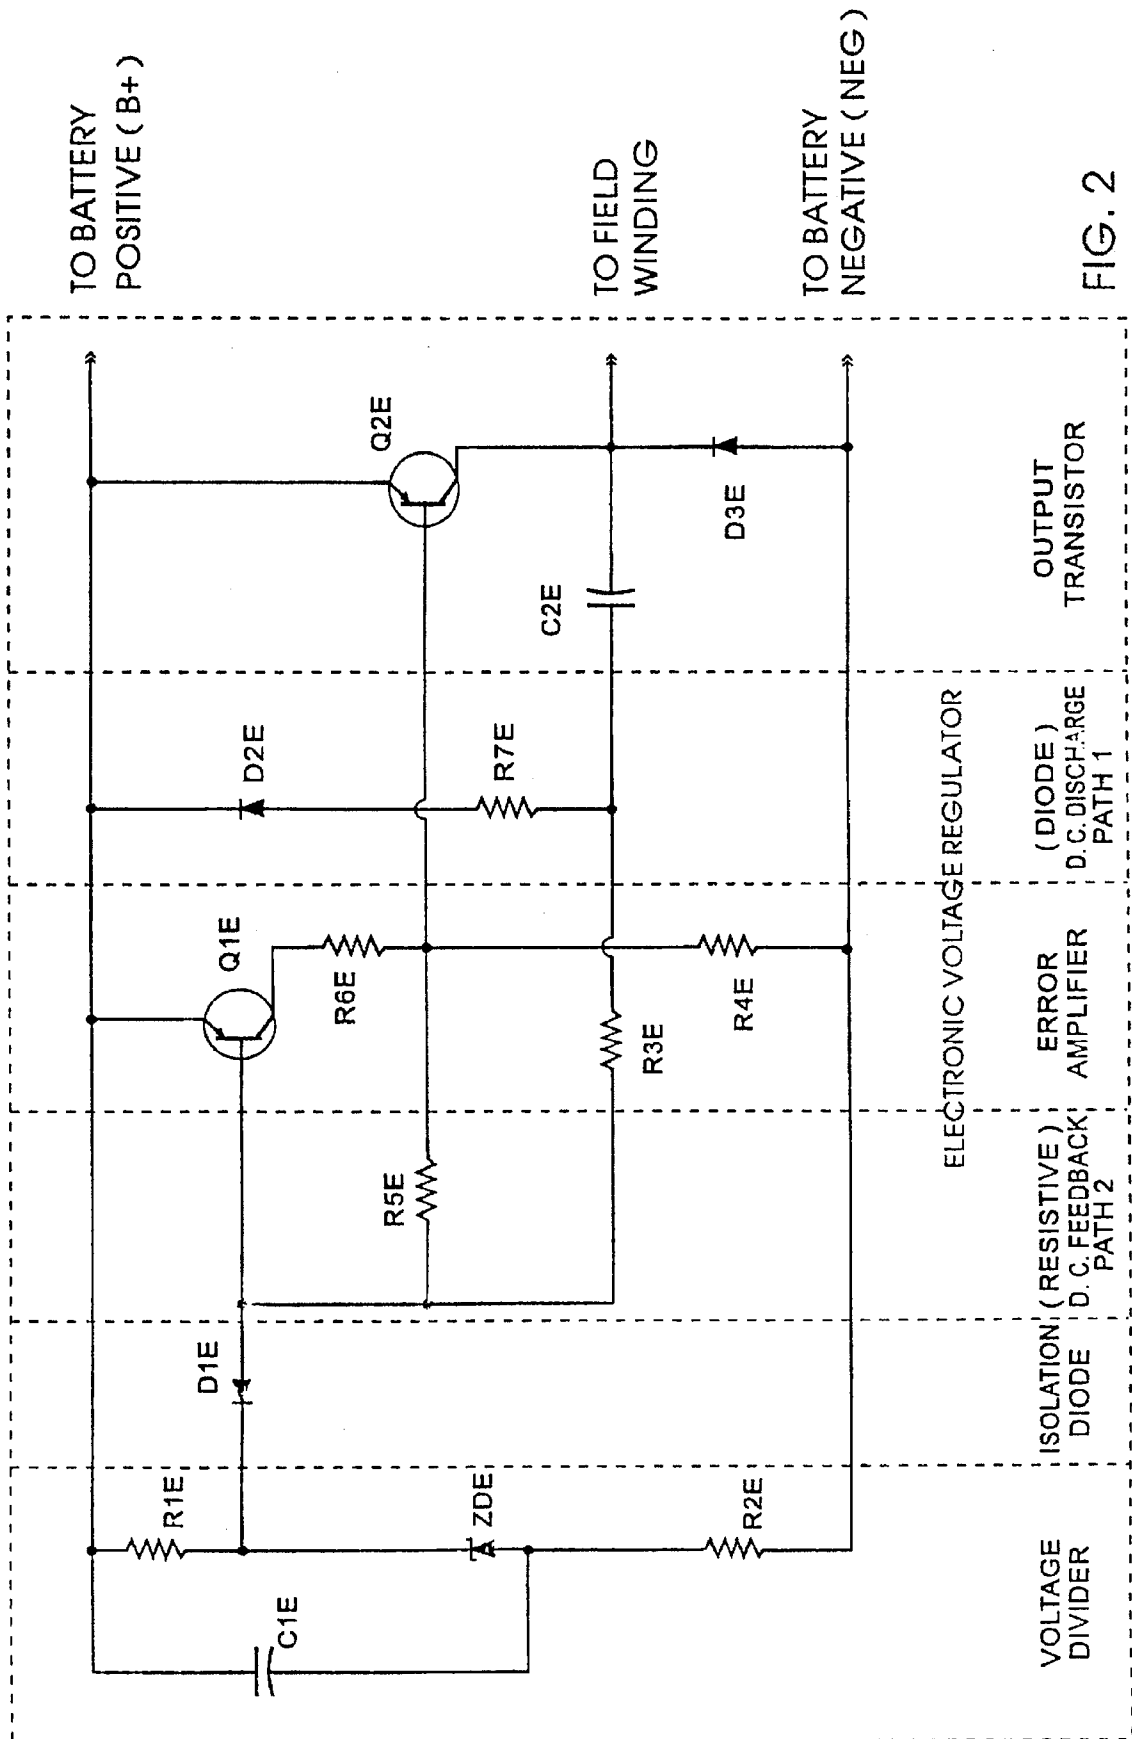 TO BATTERY
POSITIVE ( B+ )
TO FIELD
WINDING
TO BATTERY
NEGATIVE ( NEG )
C1E
R1E
ZDE
R2E
D1E
R5E
Q1E
R6E
R3E
R4E
D2E
R7E
C2E
Q2E
D3E
ELECTRONIC VOLTAGE REGULATOR
VOLTAGE
DIVIDER
ISOLATION
DIODE
( RESISTIVE )
D. C. FEEDBACK
PATH 2
ERROR
AMPLIFIER
( DIODE )
D. C. DISCHARGE
PATH 1
OUTPUT
TRANSISTOR
FIG. 2